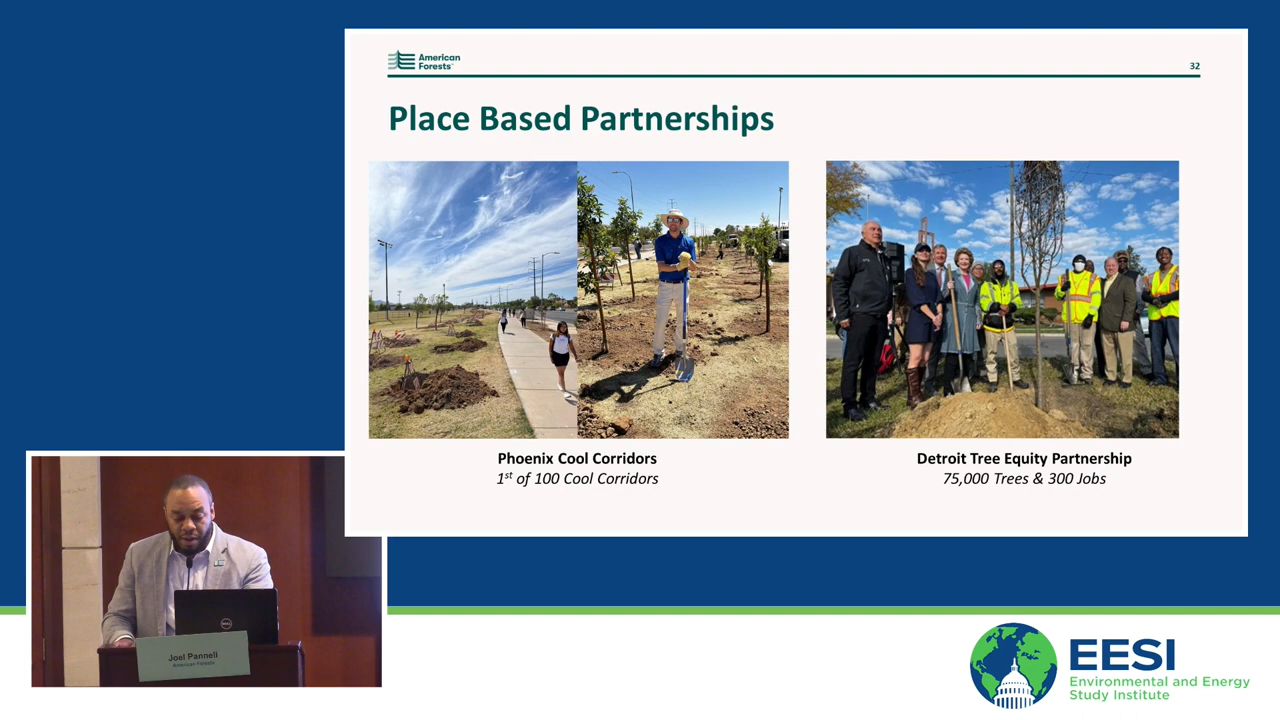 American
Forests
32
Place Based Partnerships
Phoenix Cool Corridors
1st of 100 Cool Corridors
Detroit Tree Equity Partnership
75,000 Trees & 300 Jobs
DELL
Joel Pannell
American Forests
EESI
Environmental and Energy
Study Institute